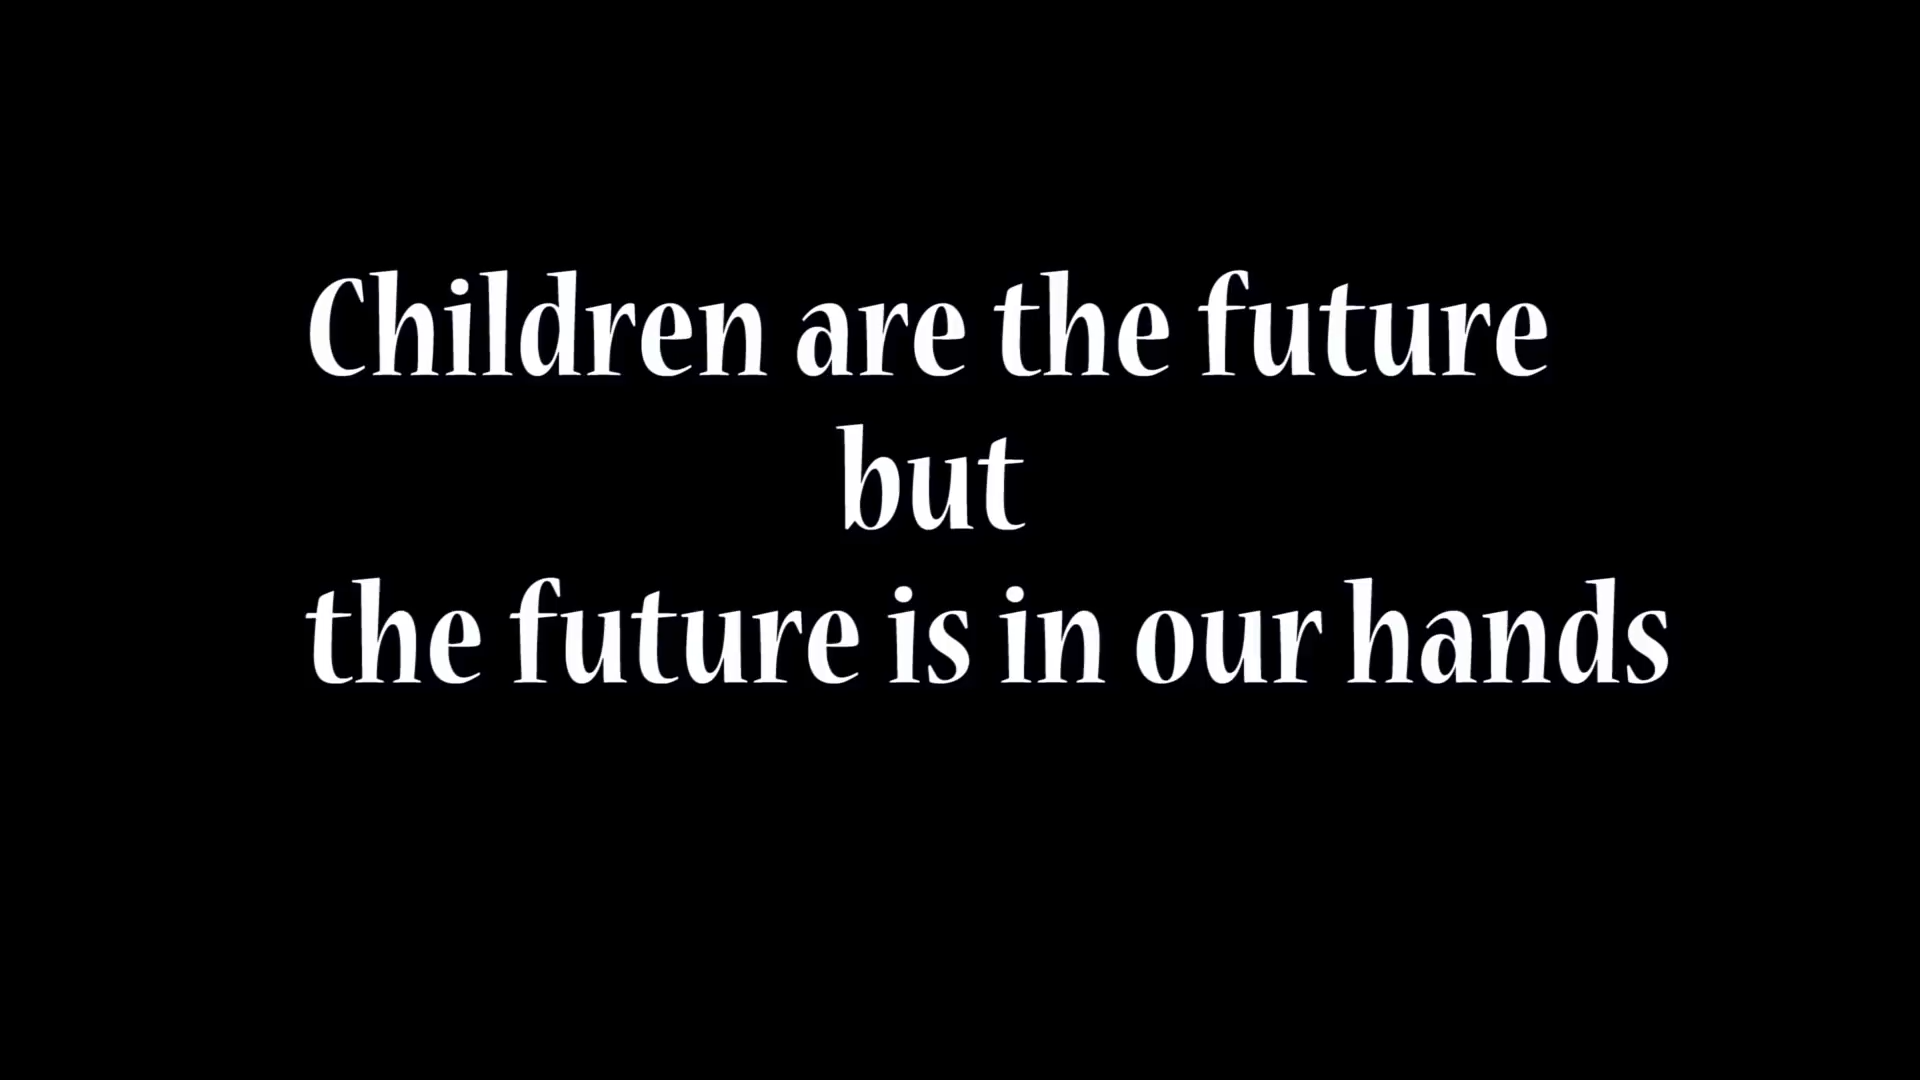 Children are the future
but
the future is in our hands